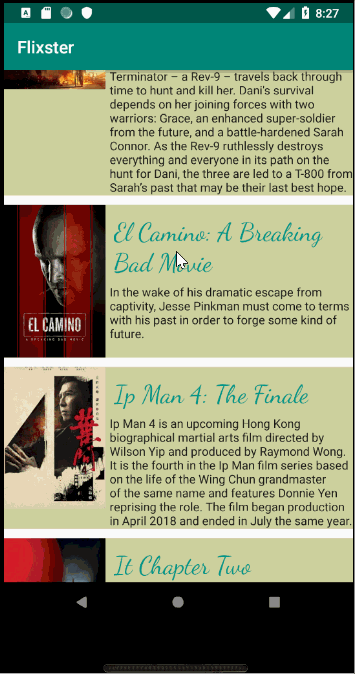 8:27
Flixster
Terminator – a Rev-9 – travels back through
time to hunt and kill her. Dani's survival
depends on her joining forces with two
warriors: Grace, an enhanced super-soldier
from the future, and a battle-hardened Sarah
Connor. As the Rev-9 ruthlessly destroys
everything and everyone in its path on the
hunt for Dani, the three are led to a T-800 from
Sarah's past that may be their last best hope.
El Camino: A Breaking
Bad Movie
In the wake of his dramatic escape from
captivity, Jesse Pinkman must come to terms
with his past in order to forge some kind of
future.
EL CAMINO
A BREAKING BAD MOVIE
Ip Man 4: The Finale
Ip Man 4 is an upcoming Hong Kong
biographical martial arts film directed by
Wilson Yip and produced by Raymond Wong.
It is the fourth in the Ip Man film series based
on the life of the Wing Chun grandmaster
of the same name and features Donnie Yen
reprising the role. The film began production
in April 2018 and ended in July the same year.
4
It Chapter Two